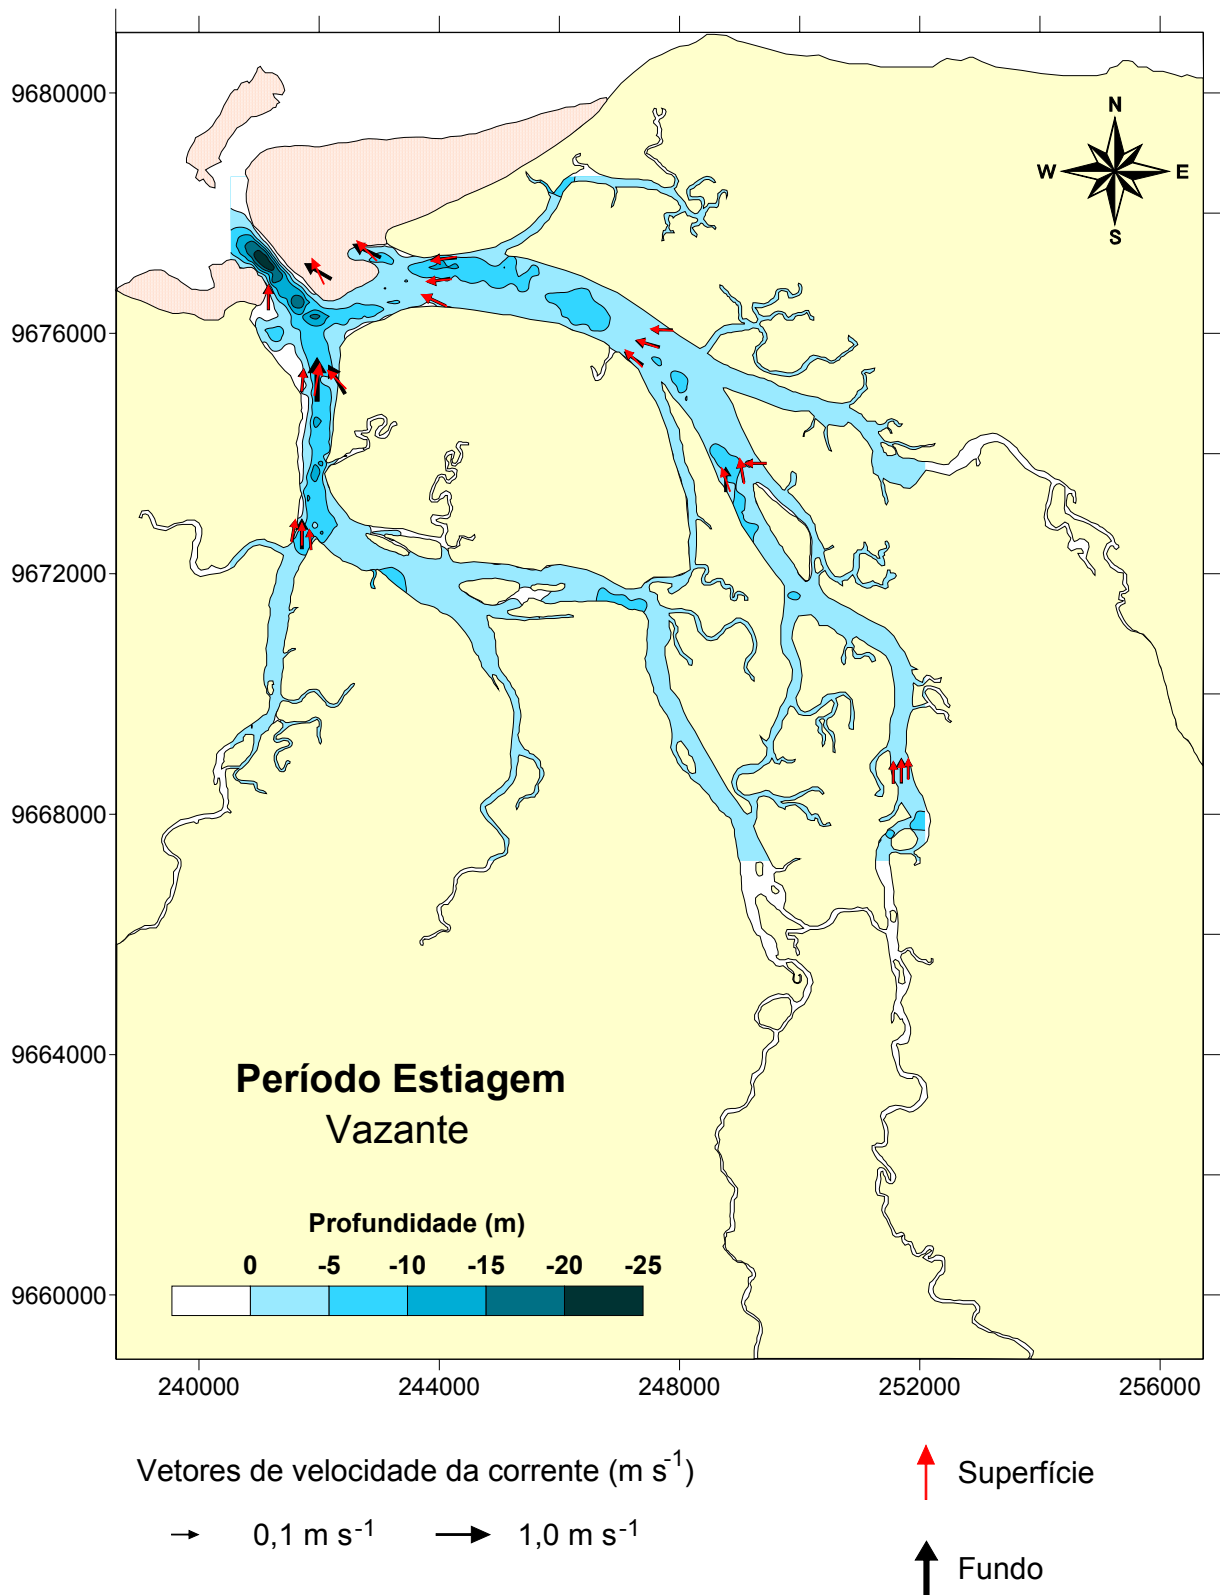 9680000
9676000
9672000
9668000
9664000
9660000
N
W E
S
Período Estiagem
Vazante
Profundidade (m)
0 -5 -10 -15 -20 -25
240000 244000 248000 252000 256000
Vetores de velocidade da corrente (m s-1)
0,1 m s-1 1,0 m s-1
Superfície
Fundo